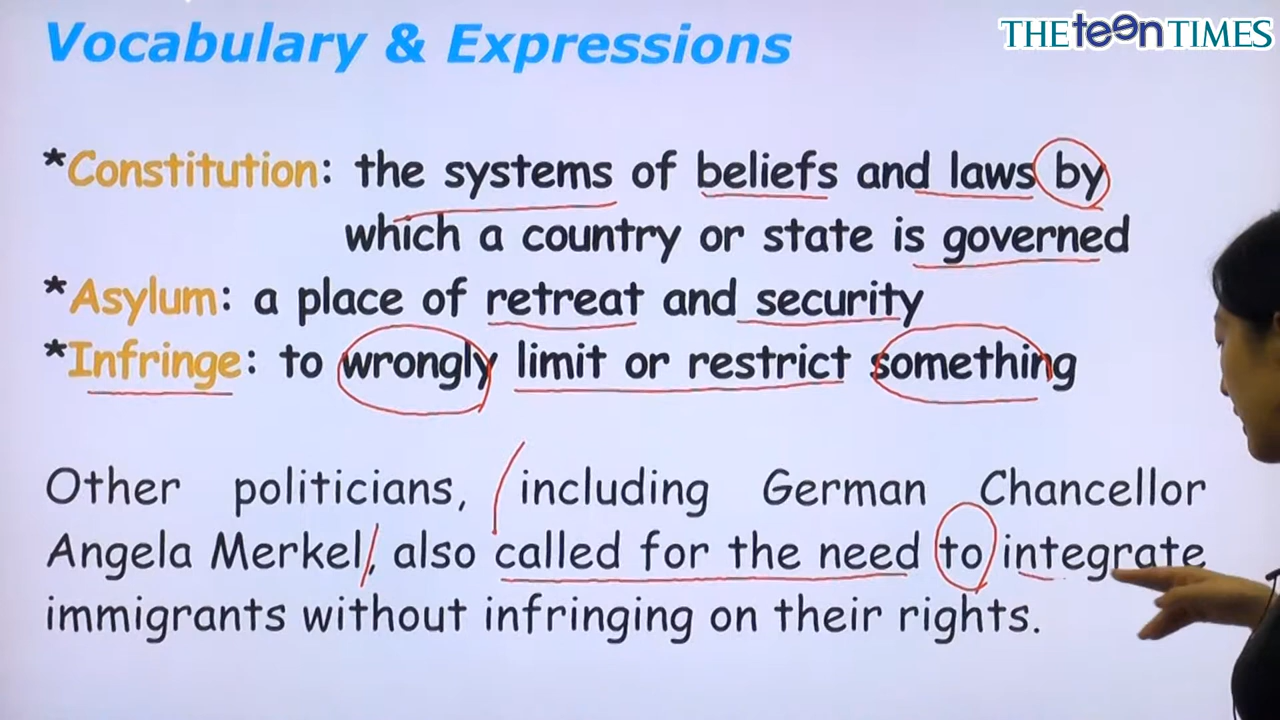 THE teen TIMES
Vocabulary & Expressions
*Constitution: the systems of beliefs and laws by
which a country or state is governed
*Asylum: a place of retreat and security
*Infringe: to wrongly limit or restrict something
Other politicians, including German Chancellor
Angela Merkel, also called for the need to integrate
immigrants without infringing on their rights.